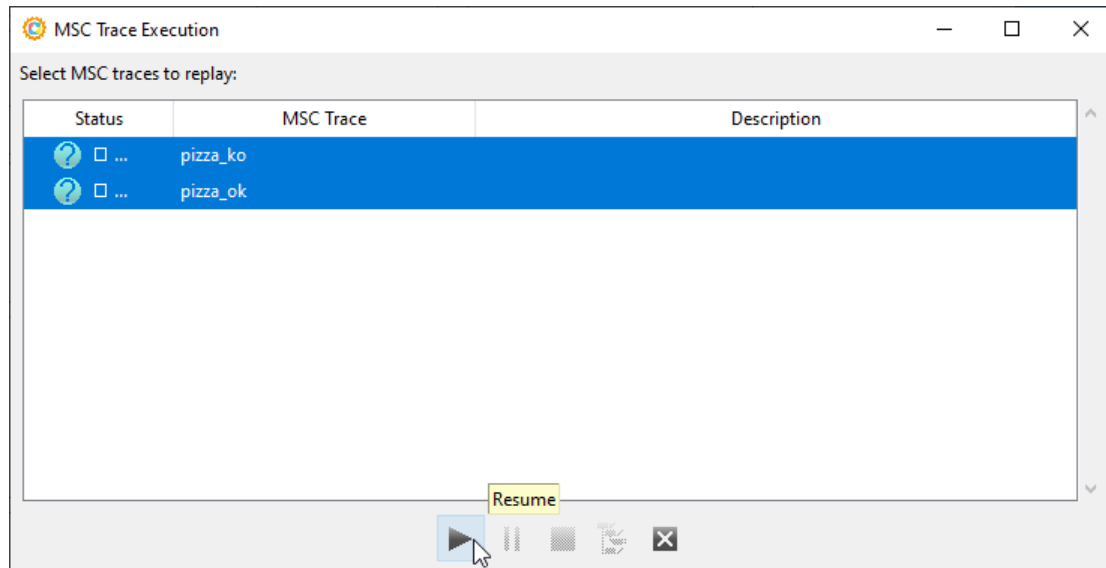 MSC Trace Execution
Select MSC traces to replay:
Status MSC Trace Description
... pizza_ko
... pizza_ok
Resume